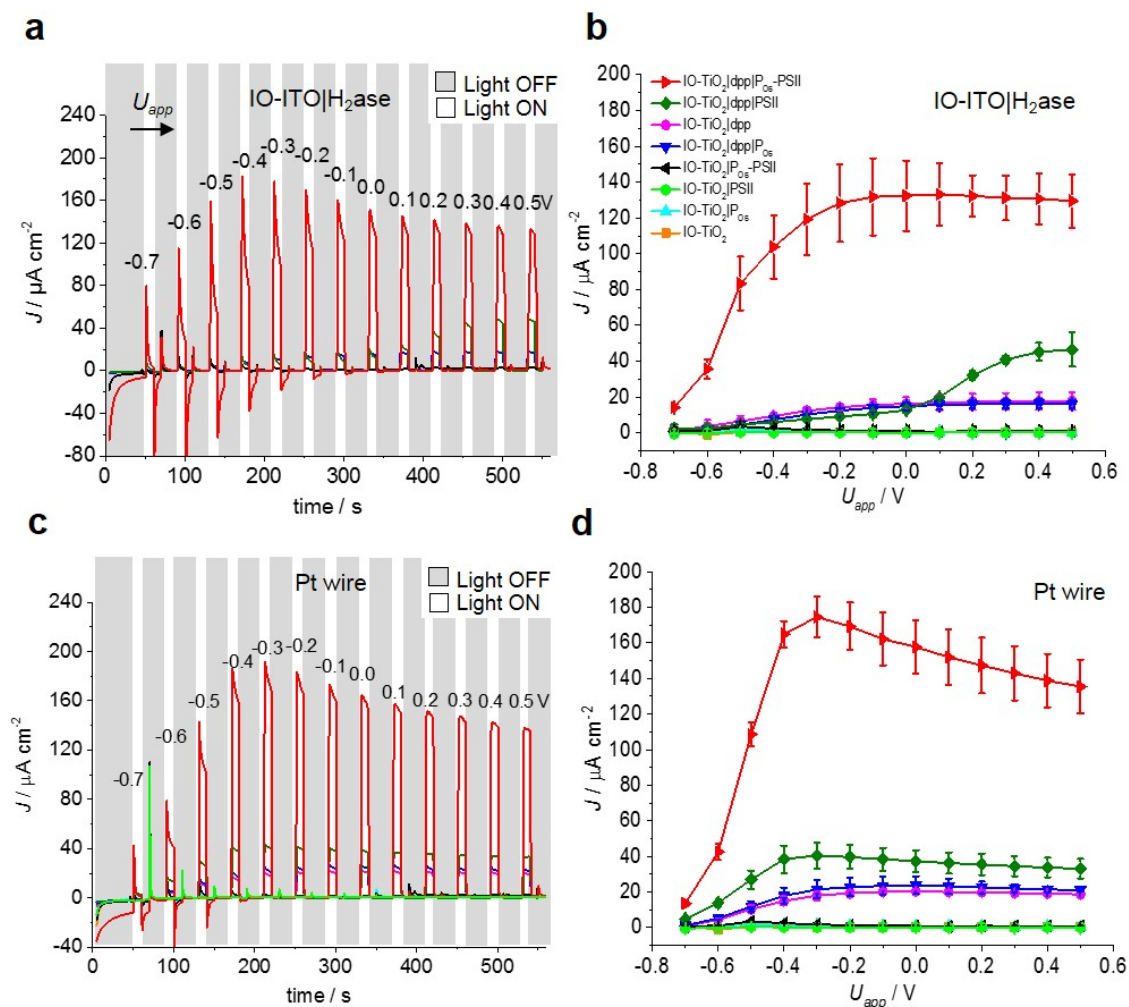 a
Light OFF
Light ON
IO-ITO|H₂ase
U_app
-0.7
-0.6
-0.5
-0.4
-0.3
-0.2
-0.1
0.0
0.1
0.2
0.3
0.4
0.5V
240
200
160
120
80
40
0
-40
-80
J / µA cm⁻²
0 100 200 300 400 500
time / s
b
IO-TiO₂|dpp|P_Os-PSII
IO-TiO₂|dpp|PSII
IO-TiO₂|dpp
IO-TiO₂|dpp|P_Os
IO-TiO₂|P_Os-PSII
IO-TiO₂|PSII
IO-TiO₂|P_Os
IO-TiO₂
IO-ITO|H₂ase
200
180
160
140
120
100
80
60
40
20
0
J / µA cm⁻²
-0.8 -0.6 -0.4 -0.2 0.0 0.2 0.4 0.6
U_app / V
c
Light OFF
Light ON
Pt wire
-0.7
-0.6
-0.5
-0.4
-0.3
-0.2
-0.1
0.0
0.1
0.2
0.3
0.4
0.5 V
240
200
160
120
80
40
0
-40
J / µA cm⁻²
0 100 200 300 400 500
time / s
d
Pt wire
200
180
160
140
120
100
80
60
40
20
0
J / µA cm⁻²
-0.8 -0.6 -0.4 -0.2 0.0 0.2 0.4 0.6
U_app / V